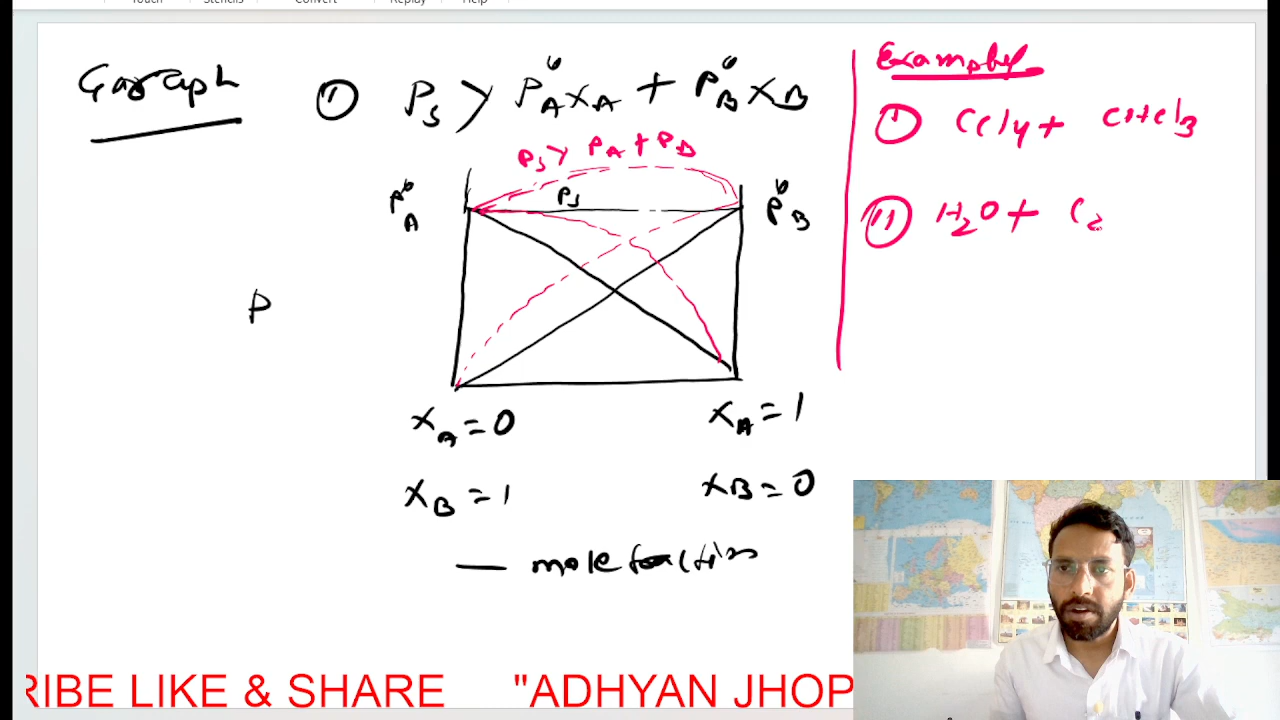 Graph ① Ps > P°A xA + P°B xB
Ps > PA + PB
P°A Ps P°B
P
xA = 0 xA = 1
xB = 1 xB = 0
— mole fraction
Examples
① CCl4 + CHCl3
② H2O + C2
RIBE LIKE & SHARE "ADHYAN JHOP